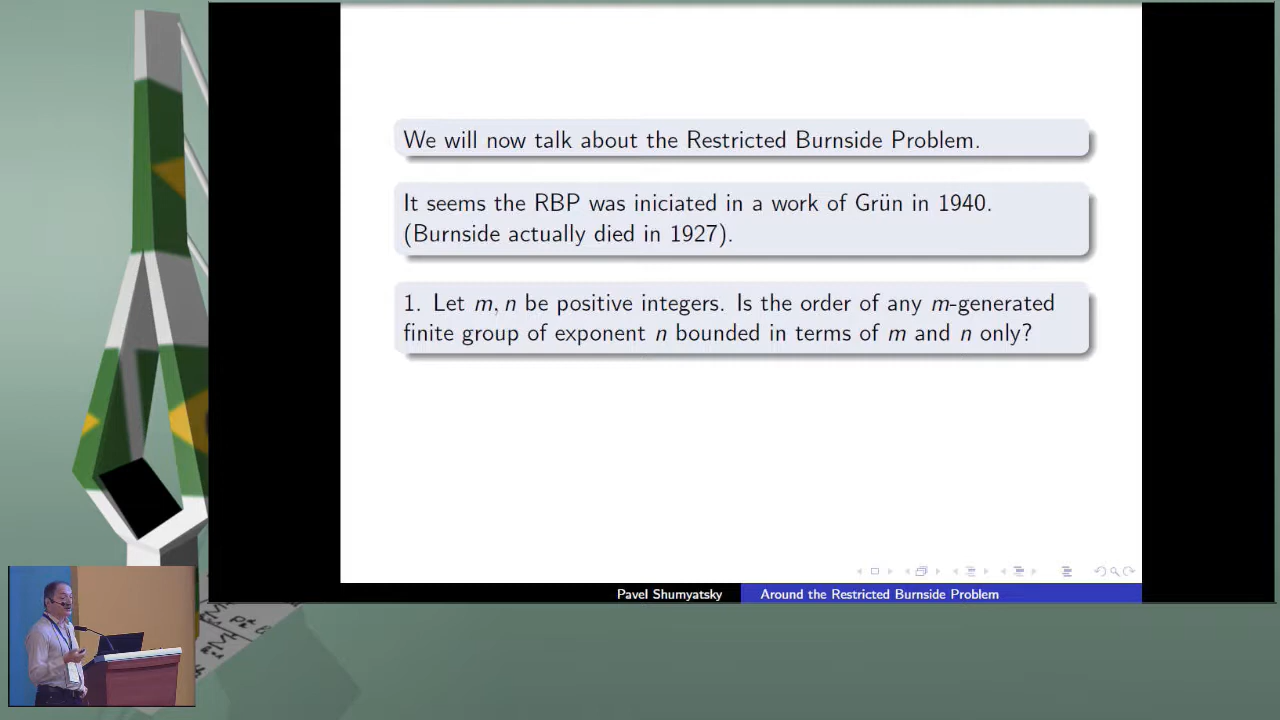 We will now talk about the Restricted Burnside Problem.
It seems the RBP was iniciated in a work of Grün in 1940.
(Burnside actually died in 1927).
1. Let m, n be positive integers. Is the order of any m-generated
finite group of exponent n bounded in terms of m and n only?
Pavel Shumyatsky
Around the Restricted Burnside Problem